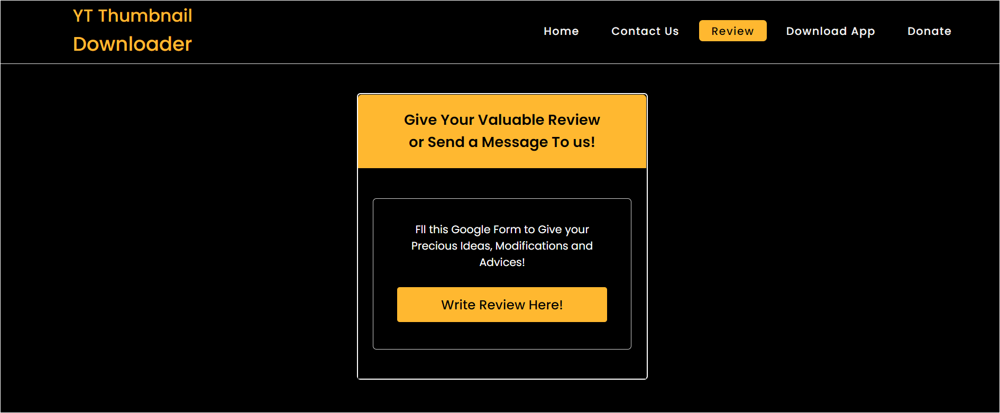 YT Thumbnail
Downloader
Home Contact Us Review Download App Donate
Give Your Valuable Review
or Send a Message To us!
Fll this Google Form to Give your
Precious Ideas, Modifications and
Advices!
Write Review Here!